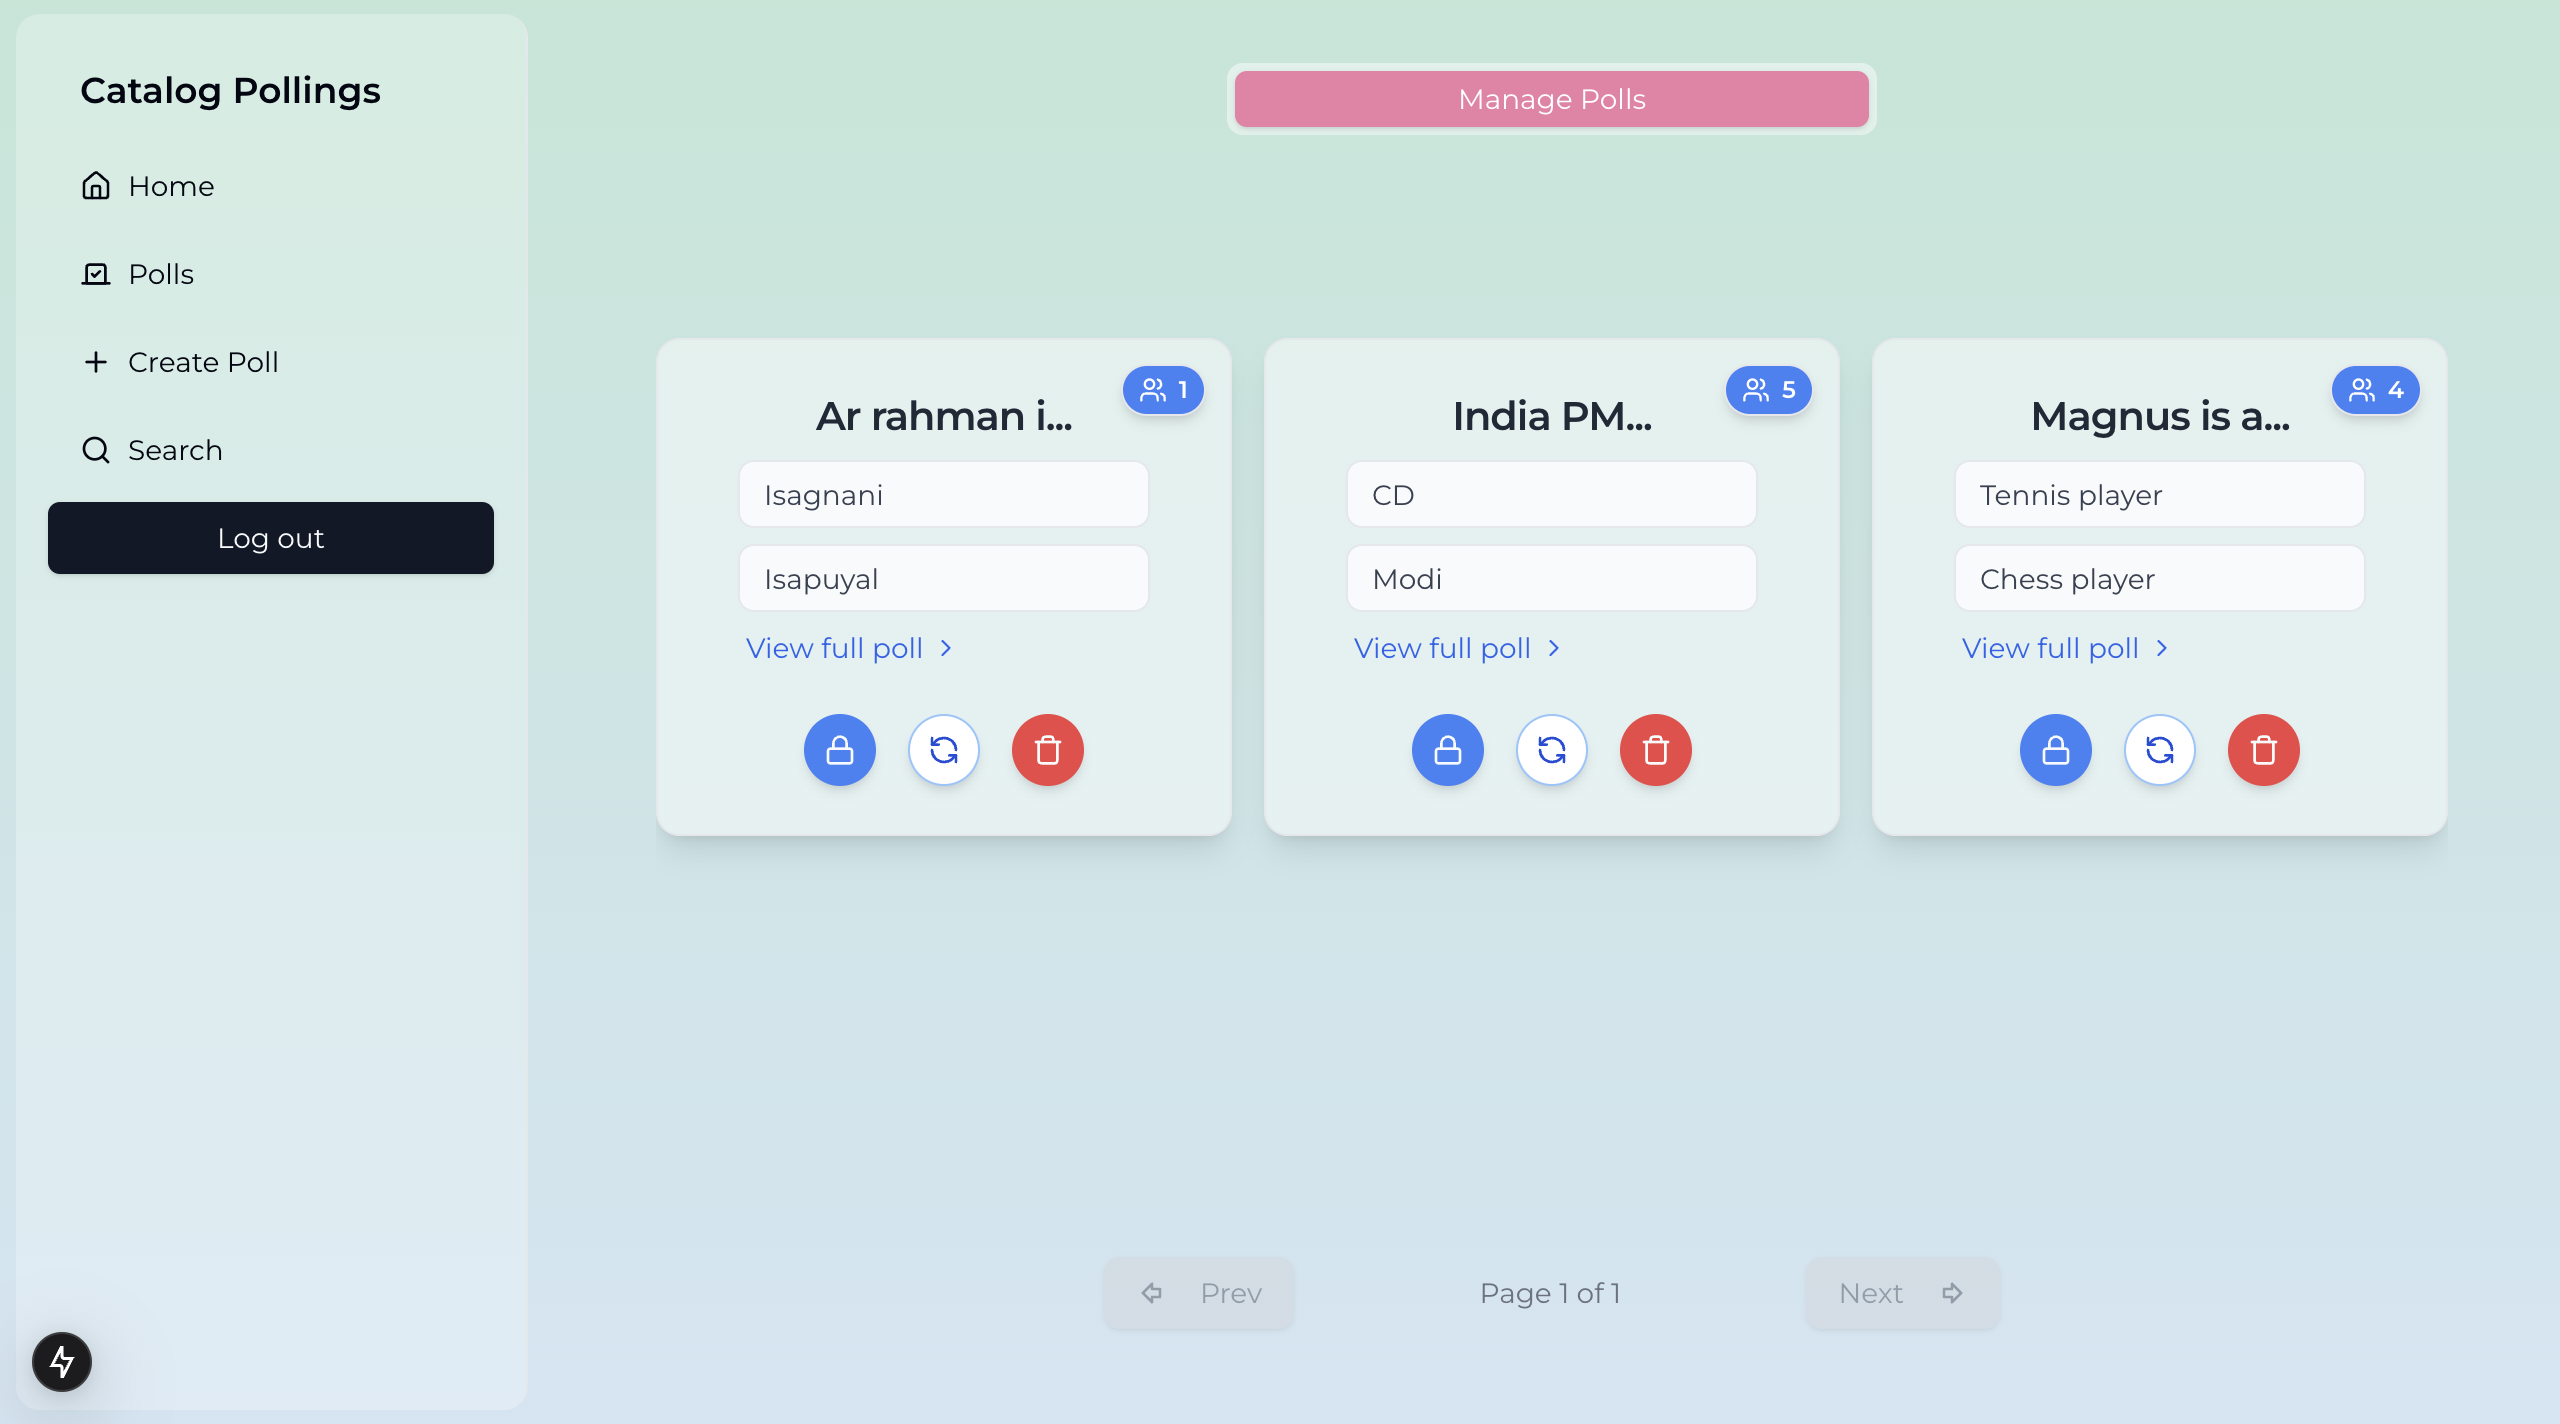 Catalog Pollings
Home
Polls
Create Poll
Search
Log out
Manage Polls
Ar rahman i...
1
Isagnani
Isapuyal
View full poll
India PM...
5
CD
Modi
View full poll
Magnus is a...
4
Tennis player
Chess player
View full poll
Prev
Page 1 of 1
Next